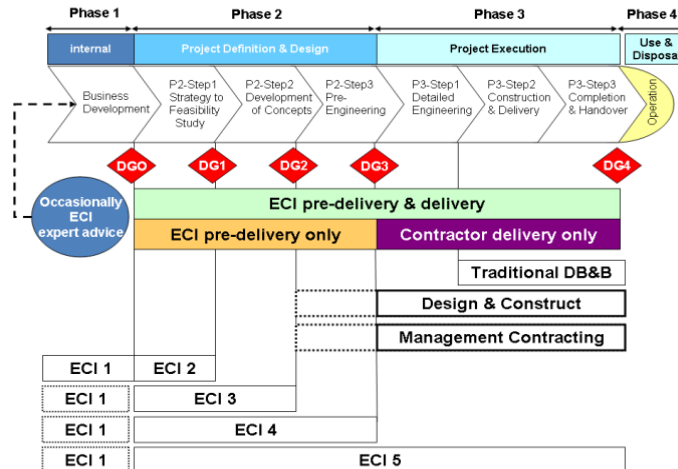 Phase 1
Phase 2
Phase 3
Phase 4
internal
Project Definition & Design
Project Execution
Use &
Disposal
Business
Development
P2-Step1
Strategy to
Feasibility
Study
P2-Step2
Development
of Concepts
P2-Step3
Pre-
Engineering
P3-Step1
Detailed
Engineering
P3-Step2
Construction
& Delivery
P3-Step3
Completion
& Handover
Operation
DGO
DG1
DG2
DG3
DG4
Occasionally
ECI
expert advice
ECI pre-delivery & delivery
ECI pre-delivery only
Contractor delivery only
Traditional DB&B
Design & Construct
Management Contracting
ECI 1
ECI 2
ECI 1
ECI 3
ECI 1
ECI 4
ECI 1
ECI 5